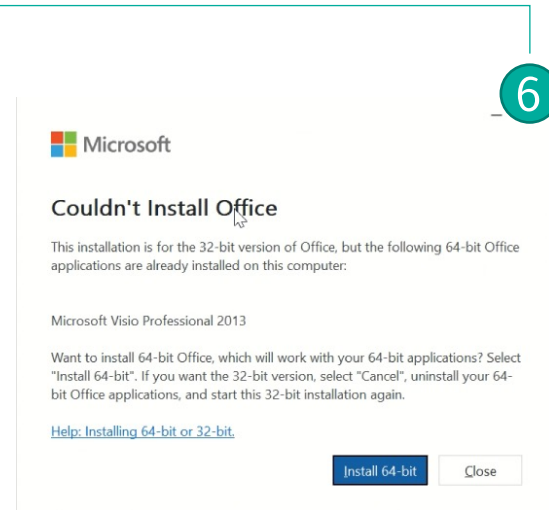 6
Microsoft
Couldn't Install Office
This installation is for the 32-bit version of Office, but the following 64-bit Office
applications are already installed on this computer:
Microsoft Visio Professional 2013
Want to install 64-bit Office, which will work with your 64-bit applications? Select
"Install 64-bit". If you want the 32-bit version, select "Cancel", uninstall your 64-
bit Office applications, and start this 32-bit installation again.
Help: Installing 64-bit or 32-bit.
Install 64-bit
Close